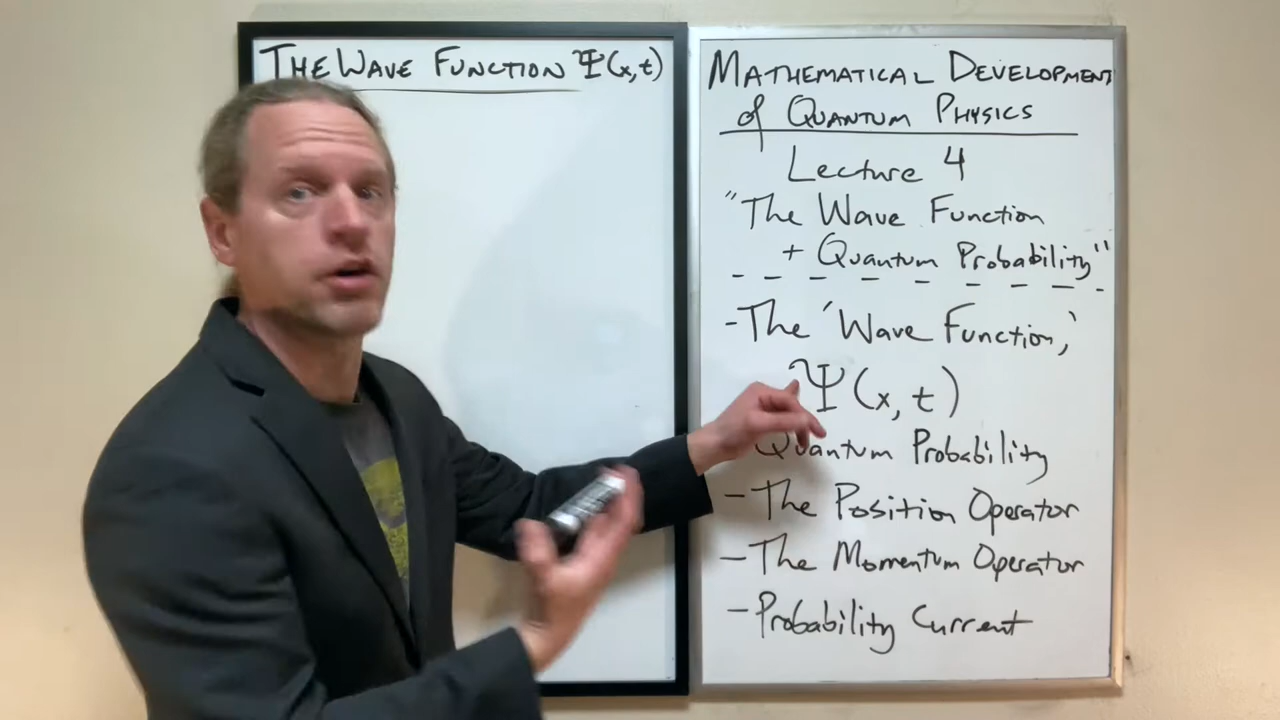 THE WAVE FUNCTION Ψ(x,t)
MATHEMATICAL DEVELOPMENT
of QUANTUM PHYSICS
Lecture 4
"The Wave Function
+ Quantum Probability"
-The 'Wave Function,'
Ψ(x,t)
Quantum Probability
-The Position Operator
-The Momentum Operator
-Probability Current